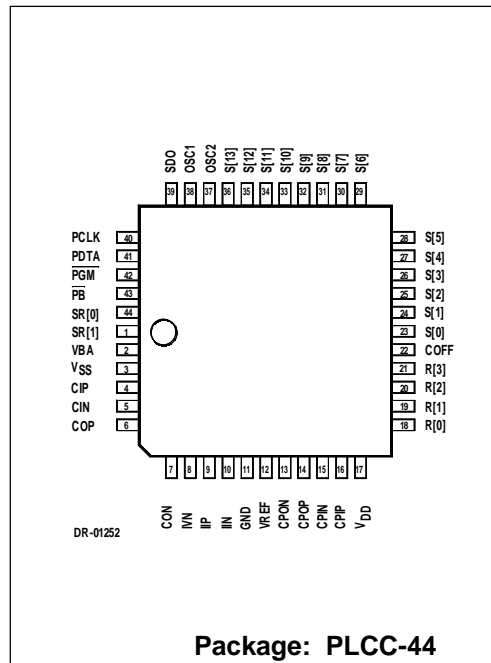 SDO OSC1 OSC2 S[13] S[12] S[11] S[10] S[9] S[8] S[7] S[6]
39 38 37 36 35 34 33 32 31 30 29
PCLK 40 28 S[5]
PDTA 41 27 S[4]
PGM 42 26 S[3]
PB 43 25 S[2]
SR[0] 44 24 S[1]
SR[1] 1 23 S[0]
VBA 2 22 COFF
VSS 3 21 R[3]
CIP 4 20 R[2]
CIN 5 19 R[1]
COP 6 18 R[0]
7 8 9 10 11 12 13 14 15 16 17
CON IVN IIP IIN GND VREF CPON CPOP CPIN CPIP VDD
DR-01252
Package: PLCC-44